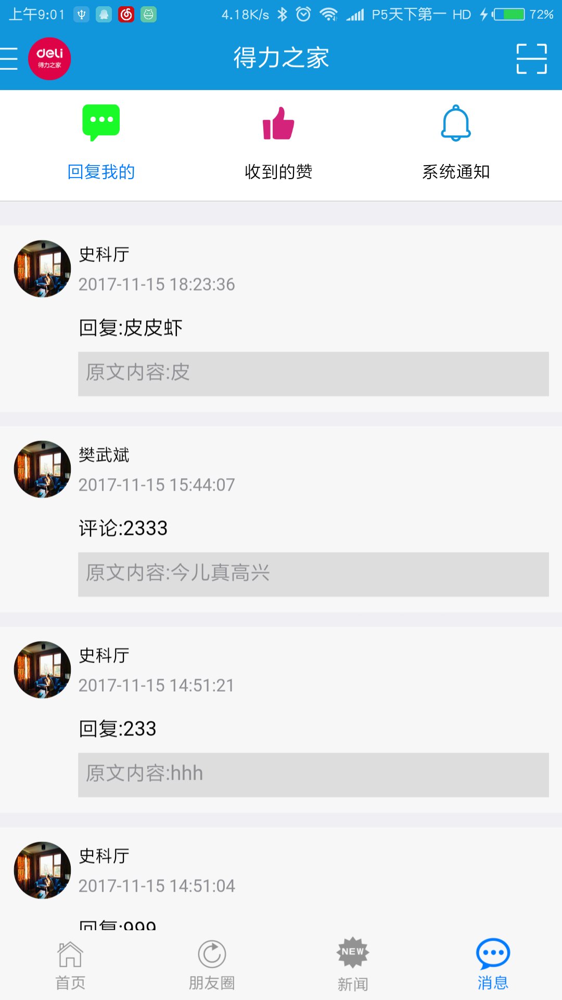 上午9:01 4.18K/s P5天下第一 HD 72%
deli
得力之家
得力之家
回复我的 收到的赞 系统通知
史科厅
2017-11-15 18:23:36
回复:皮皮虾
原文内容:皮
樊武斌
2017-11-15 15:44:07
评论:2333
原文内容:今儿真高兴
史科厅
2017-11-15 14:51:21
回复:233
原文内容:hhh
史科厅
2017-11-15 14:51:04
回复:999
NEW
首页 朋友圈 新闻 消息